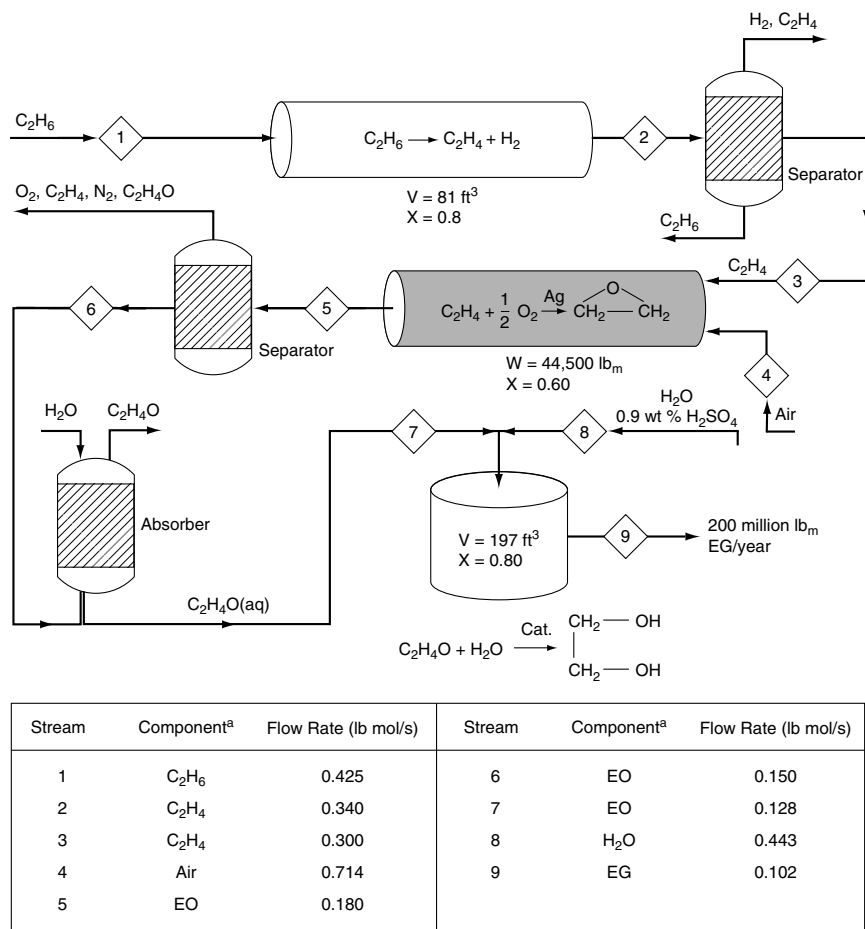 H₂, C₂H₄
C₂H₆
1
C₂H₆ → C₂H₄ + H₂
2
Separator
V = 81 ft³
X = 0.8
C₂H₆
O₂, C₂H₄, N₂, C₂H₄O
C₂H₄
3
6
5
C₂H₄ + 1/2 O₂ → Ag CH₂ — CH₂
O
Separator
W = 44,500 lbₘ
X = 0.60
4
Air
H₂O
C₂H₄O
7
8
H₂O
0.9 wt % H₂SO₄
Absorber
V = 197 ft³
X = 0.80
9
200 million lbₘ
EG/year
C₂H₄O(aq)
C₂H₄O + H₂O → Cat.
CH₂ — OH
CH₂ — OH
Stream Componentᵃ Flow Rate (lb mol/s) Stream Componentᵃ Flow Rate (lb mol/s)
1 C₂H₆ 0.425 6 EO 0.150
2 C₂H₄ 0.340 7 EO 0.128
3 C₂H₄ 0.300 8 H₂O 0.443
4 Air 0.714 9 EG 0.102
5 EO 0.180